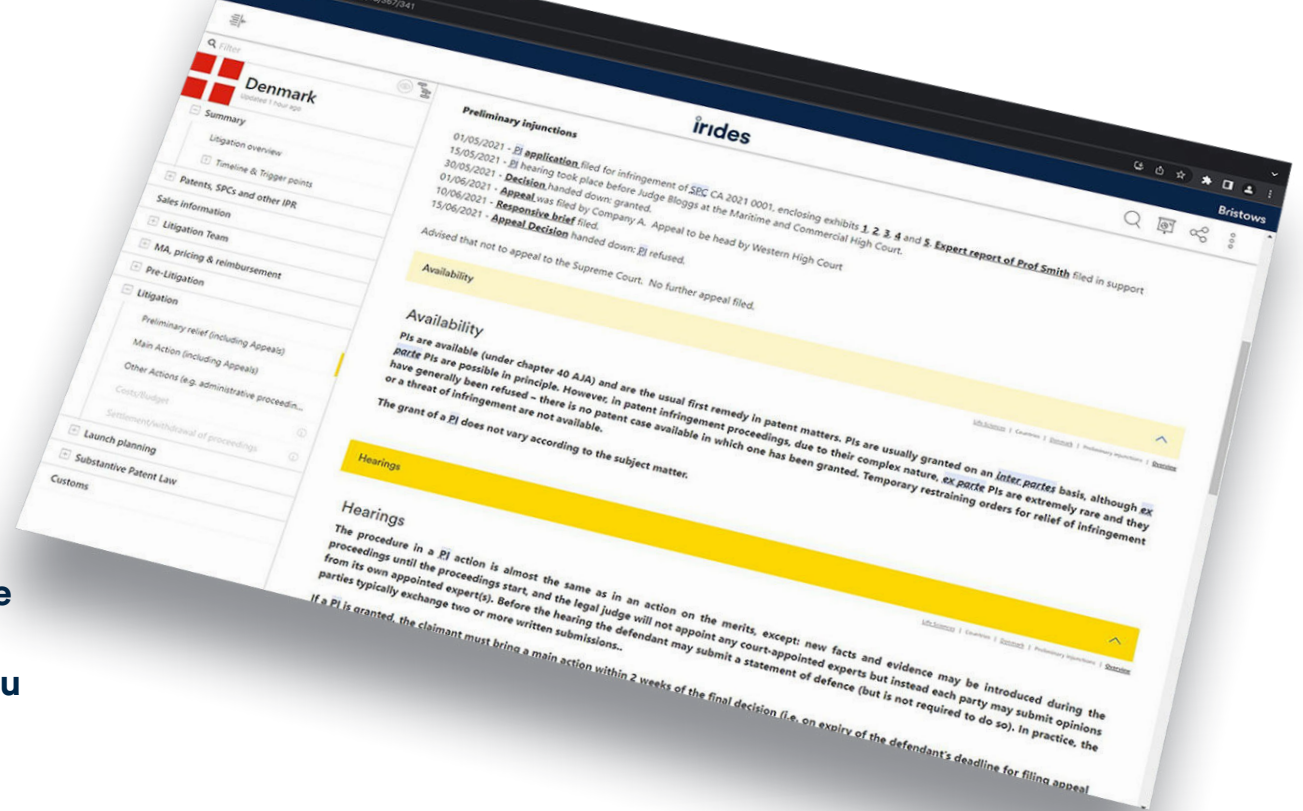 /367/341
irides
Bristows
Filter
Denmark
Updated 1 hour ago
Summary
Litigation overview
Timeline & Trigger points
Patents, SPCs and other IPR
Sales information
Litigation Team
MA, pricing & reimbursement
Pre-Litigation
Litigation
Preliminary relief (including Appeals)
Main Action (including Appeals)
Other Actions (e.g. administrative proceedin...
Costs/Budget
Settlement/withdrawal of proceedings
Launch planning
Substantive Patent Law
Customs
Preliminary injunctions
01/05/2021 - PI application filed for infringement of SPC CA 2021 0001, enclosing exhibits 1, 2, 3, 4 and 5. Expert report of Prof Smith filed in support
15/05/2021 - PI hearing took place before Judge Bloggs at the Maritime and Commercial High Court.
30/05/2021 - Decision handed down: granted.
01/06/2021 - Appeal was filed by Company A. Appeal to be head by Western High Court
10/06/2021 - Responsive brief filed.
15/06/2021 - Appeal Decision handed down: PI refused.
Advised that not to appeal to the Supreme Court. No further appeal filed.
Availability
Life Sciences | Countries | Denmark | Preliminary injunctions | Overview
Availability
PIs are available (under chapter 40 AJA) and are the usual first remedy in patent matters. PIs are usually granted on an inter partes basis, although ex
parte PIs are possible in principle. However, in patent infringement proceedings, due to their complex nature, ex parte PIs are extremely rare and they
have generally been refused – there is no patent case available in which one has been granted. Temporary restraining orders for relief of infringement
or a threat of infringement are not available.
The grant of a PI does not vary according to the subject matter.
Hearings
Life Sciences | Countries | Denmark | Preliminary injunctions | Overview
Hearings
The procedure in a PI action is almost the same as in an action on the merits, except: new facts and evidence may be introduced during the
proceedings until the proceedings start, and the legal judge will not appoint any court-appointed experts but instead each party may submit opinions
from its own appointed expert(s). Before the hearing the defendant may submit a statement of defence (but is not required to do so). In practice, the
parties typically exchange two or more written submissions..
If a PI is granted, the claimant must bring a main action within 2 weeks of the final decision (i.e. on expiry of the defendant's deadline for filing appeal
e
u